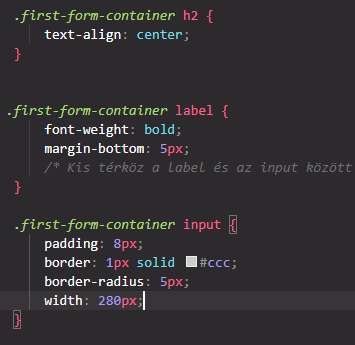 .first-form-container h2 {
text-align: center;
}
.first-form-container label {
font-weight: bold;
margin-bottom: 5px;
/* Kis térköz a label és az input között
}
.first-form-container input {
padding: 8px;
border: 1px solid #ccc;
border-radius: 5px;
width: 280px;
}